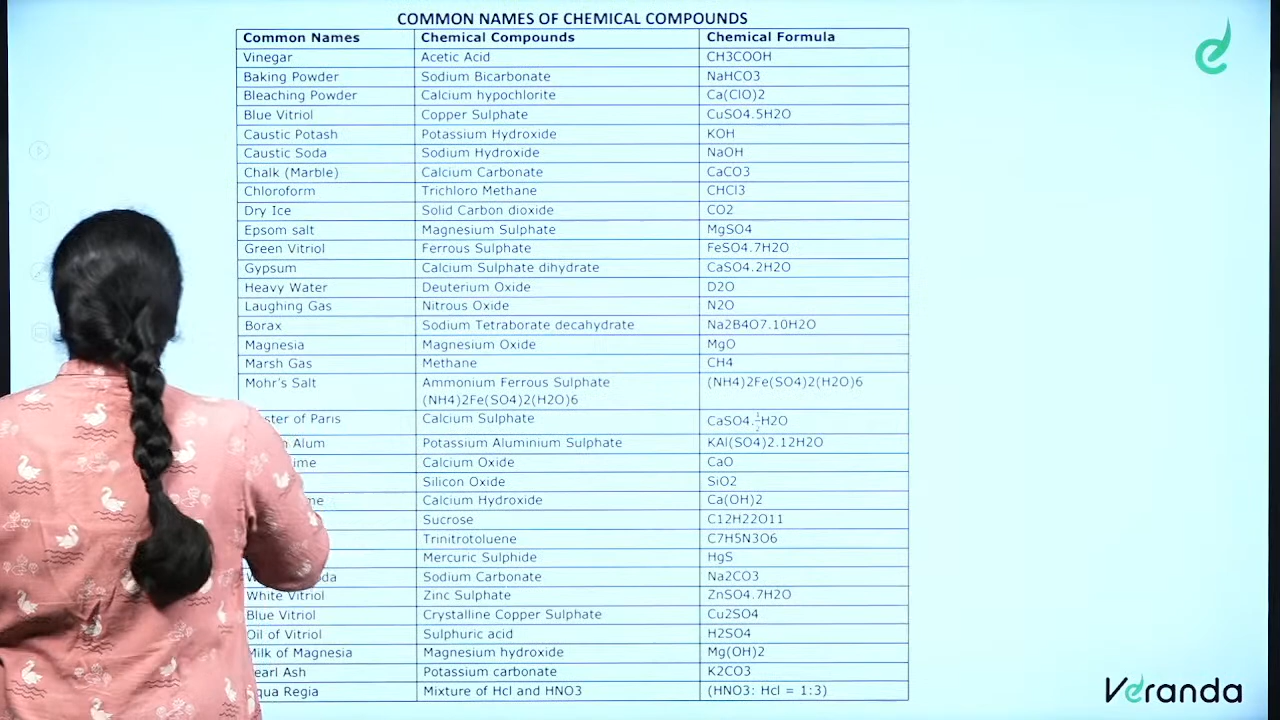 COMMON NAMES OF CHEMICAL COMPOUNDS
Common Names Chemical Compounds Chemical Formula
Vinegar Acetic Acid CH3COOH
Baking Powder Sodium Bicarbonate NaHCO3
Bleaching Powder Calcium hypochlorite Ca(ClO)2
Blue Vitriol Copper Sulphate CuSO4.5H2O
Caustic Potash Potassium Hydroxide KOH
Caustic Soda Sodium Hydroxide NaOH
Chalk (Marble) Calcium Carbonate CaCO3
Chloroform Trichloro Methane CHCl3
Dry Ice Solid Carbon dioxide CO2
Epsom salt Magnesium Sulphate MgSO4
Green Vitriol Ferrous Sulphate FeSO4.7H2O
Gypsum Calcium Sulphate dihydrate CaSO4.2H2O
Heavy Water Deuterium Oxide D2O
Laughing Gas Nitrous Oxide N2O
Borax Sodium Tetraborate decahydrate Na2B4O7.10H2O
Magnesia Magnesium Oxide MgO
Marsh Gas Methane CH4
Mohr's Salt Ammonium Ferrous Sulphate (NH4)2Fe(SO4)2(H2O)6
(NH4)2Fe(SO4)2(H2O)6
ster of Paris Calcium Sulphate CaSO4.½H2O
Alum Potassium Aluminium Sulphate KAl(SO4)2.12H2O
ime Calcium Oxide CaO
Silicon Oxide SiO2
me Calcium Hydroxide Ca(OH)2
Sucrose C12H22O11
Trinitrotoluene C7H5N3O6
Mercuric Sulphide HgS
da Sodium Carbonate Na2CO3
White Vitriol Zinc Sulphate ZnSO4.7H2O
Blue Vitriol Crystalline Copper Sulphate Cu2SO4
Oil of Vitriol Sulphuric acid H2SO4
Milk of Magnesia Magnesium hydroxide Mg(OH)2
earl Ash Potassium carbonate K2CO3
qua Regia Mixture of Hcl and HNO3 (HNO3: Hcl = 1:3)
Veranda